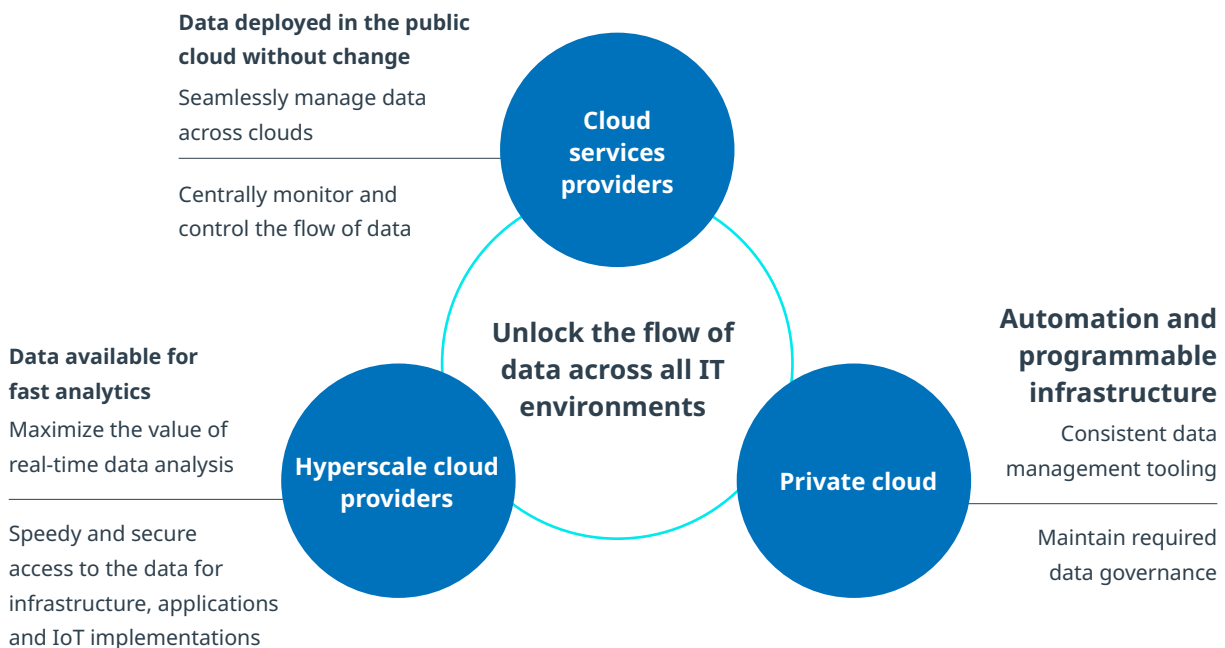 Data deployed in the public
cloud without change
Seamlessly manage data
across clouds
Centrally monitor and
control the flow of data
Cloud
services
providers
Unlock the flow of
data across all IT
environments
Data available for
fast analytics
Maximize the value of
real-time data analysis
Speedy and secure
access to the data for
infrastructure, applications
and IoT implementations
Hyperscale cloud
providers
Private cloud
Automation and
programmable
infrastructure
Consistent data
management tooling
Maintain required
data governance